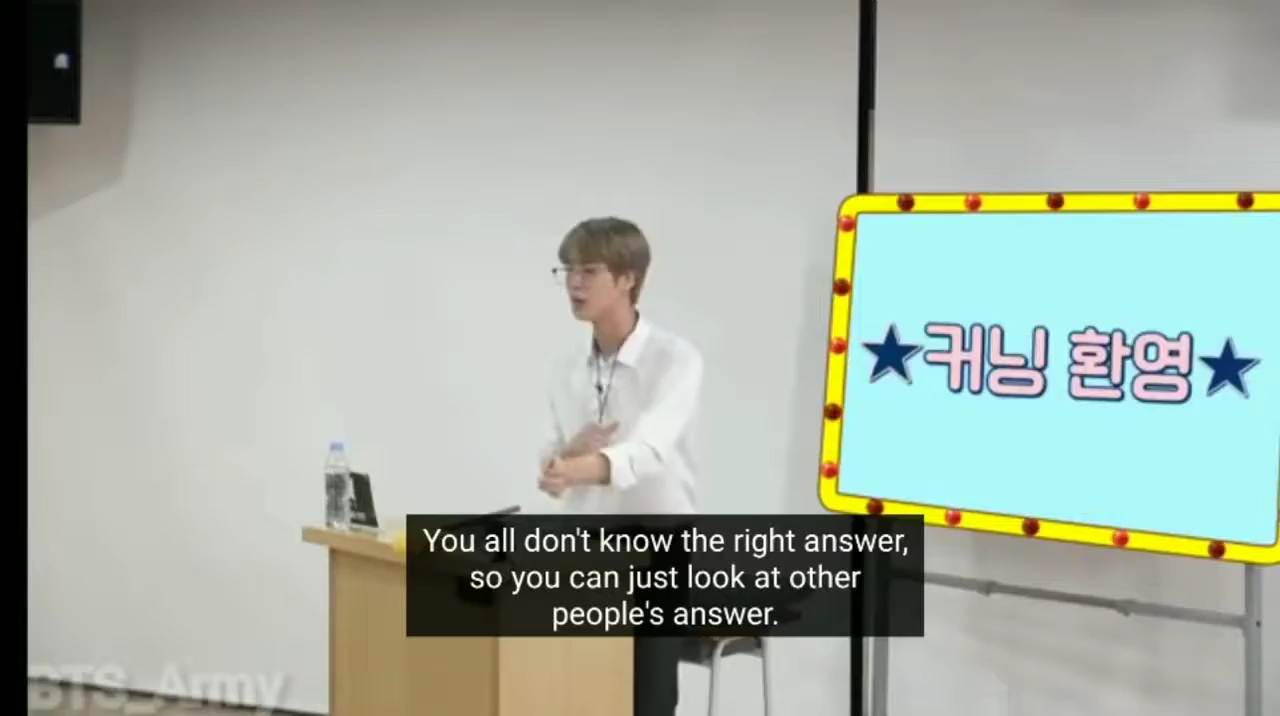 ★커닝 환영★
You all don't know the right answer,
so you can just look at other
people's answer.
BTS_Army